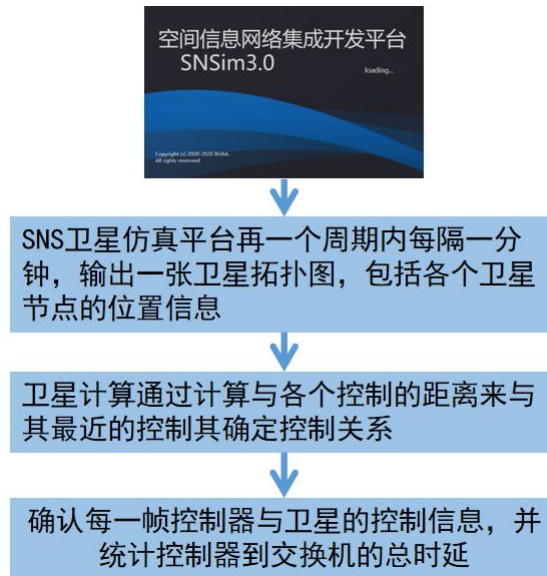 空间信息网络集成开发平台
SNSim3.0
loading...
Copyright (c) 2020-2020 BUAA.
All rights reserved
SNS卫星仿真平台再一个周期内每隔一分
钟，输出一张卫星拓扑图，包括各个卫星
节点的位置信息
卫星计算通过计算与各个控制的距离来与
其最近的控制其确定控制关系
确认每一帧控制器与卫星的控制信息，并
统计控制器到交换机的总时延